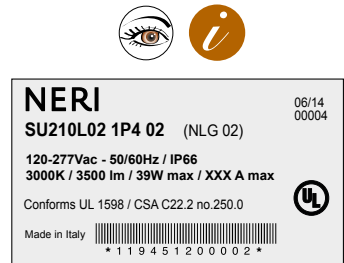 i
NERI
06/14
00004
SU210L02 1P4 02 (NLG 02)
120-277Vac - 50/60Hz / IP66
3000K / 3500 lm / 39W max / XXX A max
Conforms UL 1598 / CSA C22.2 no.250.0
UL
Made in Italy
*119451200002*